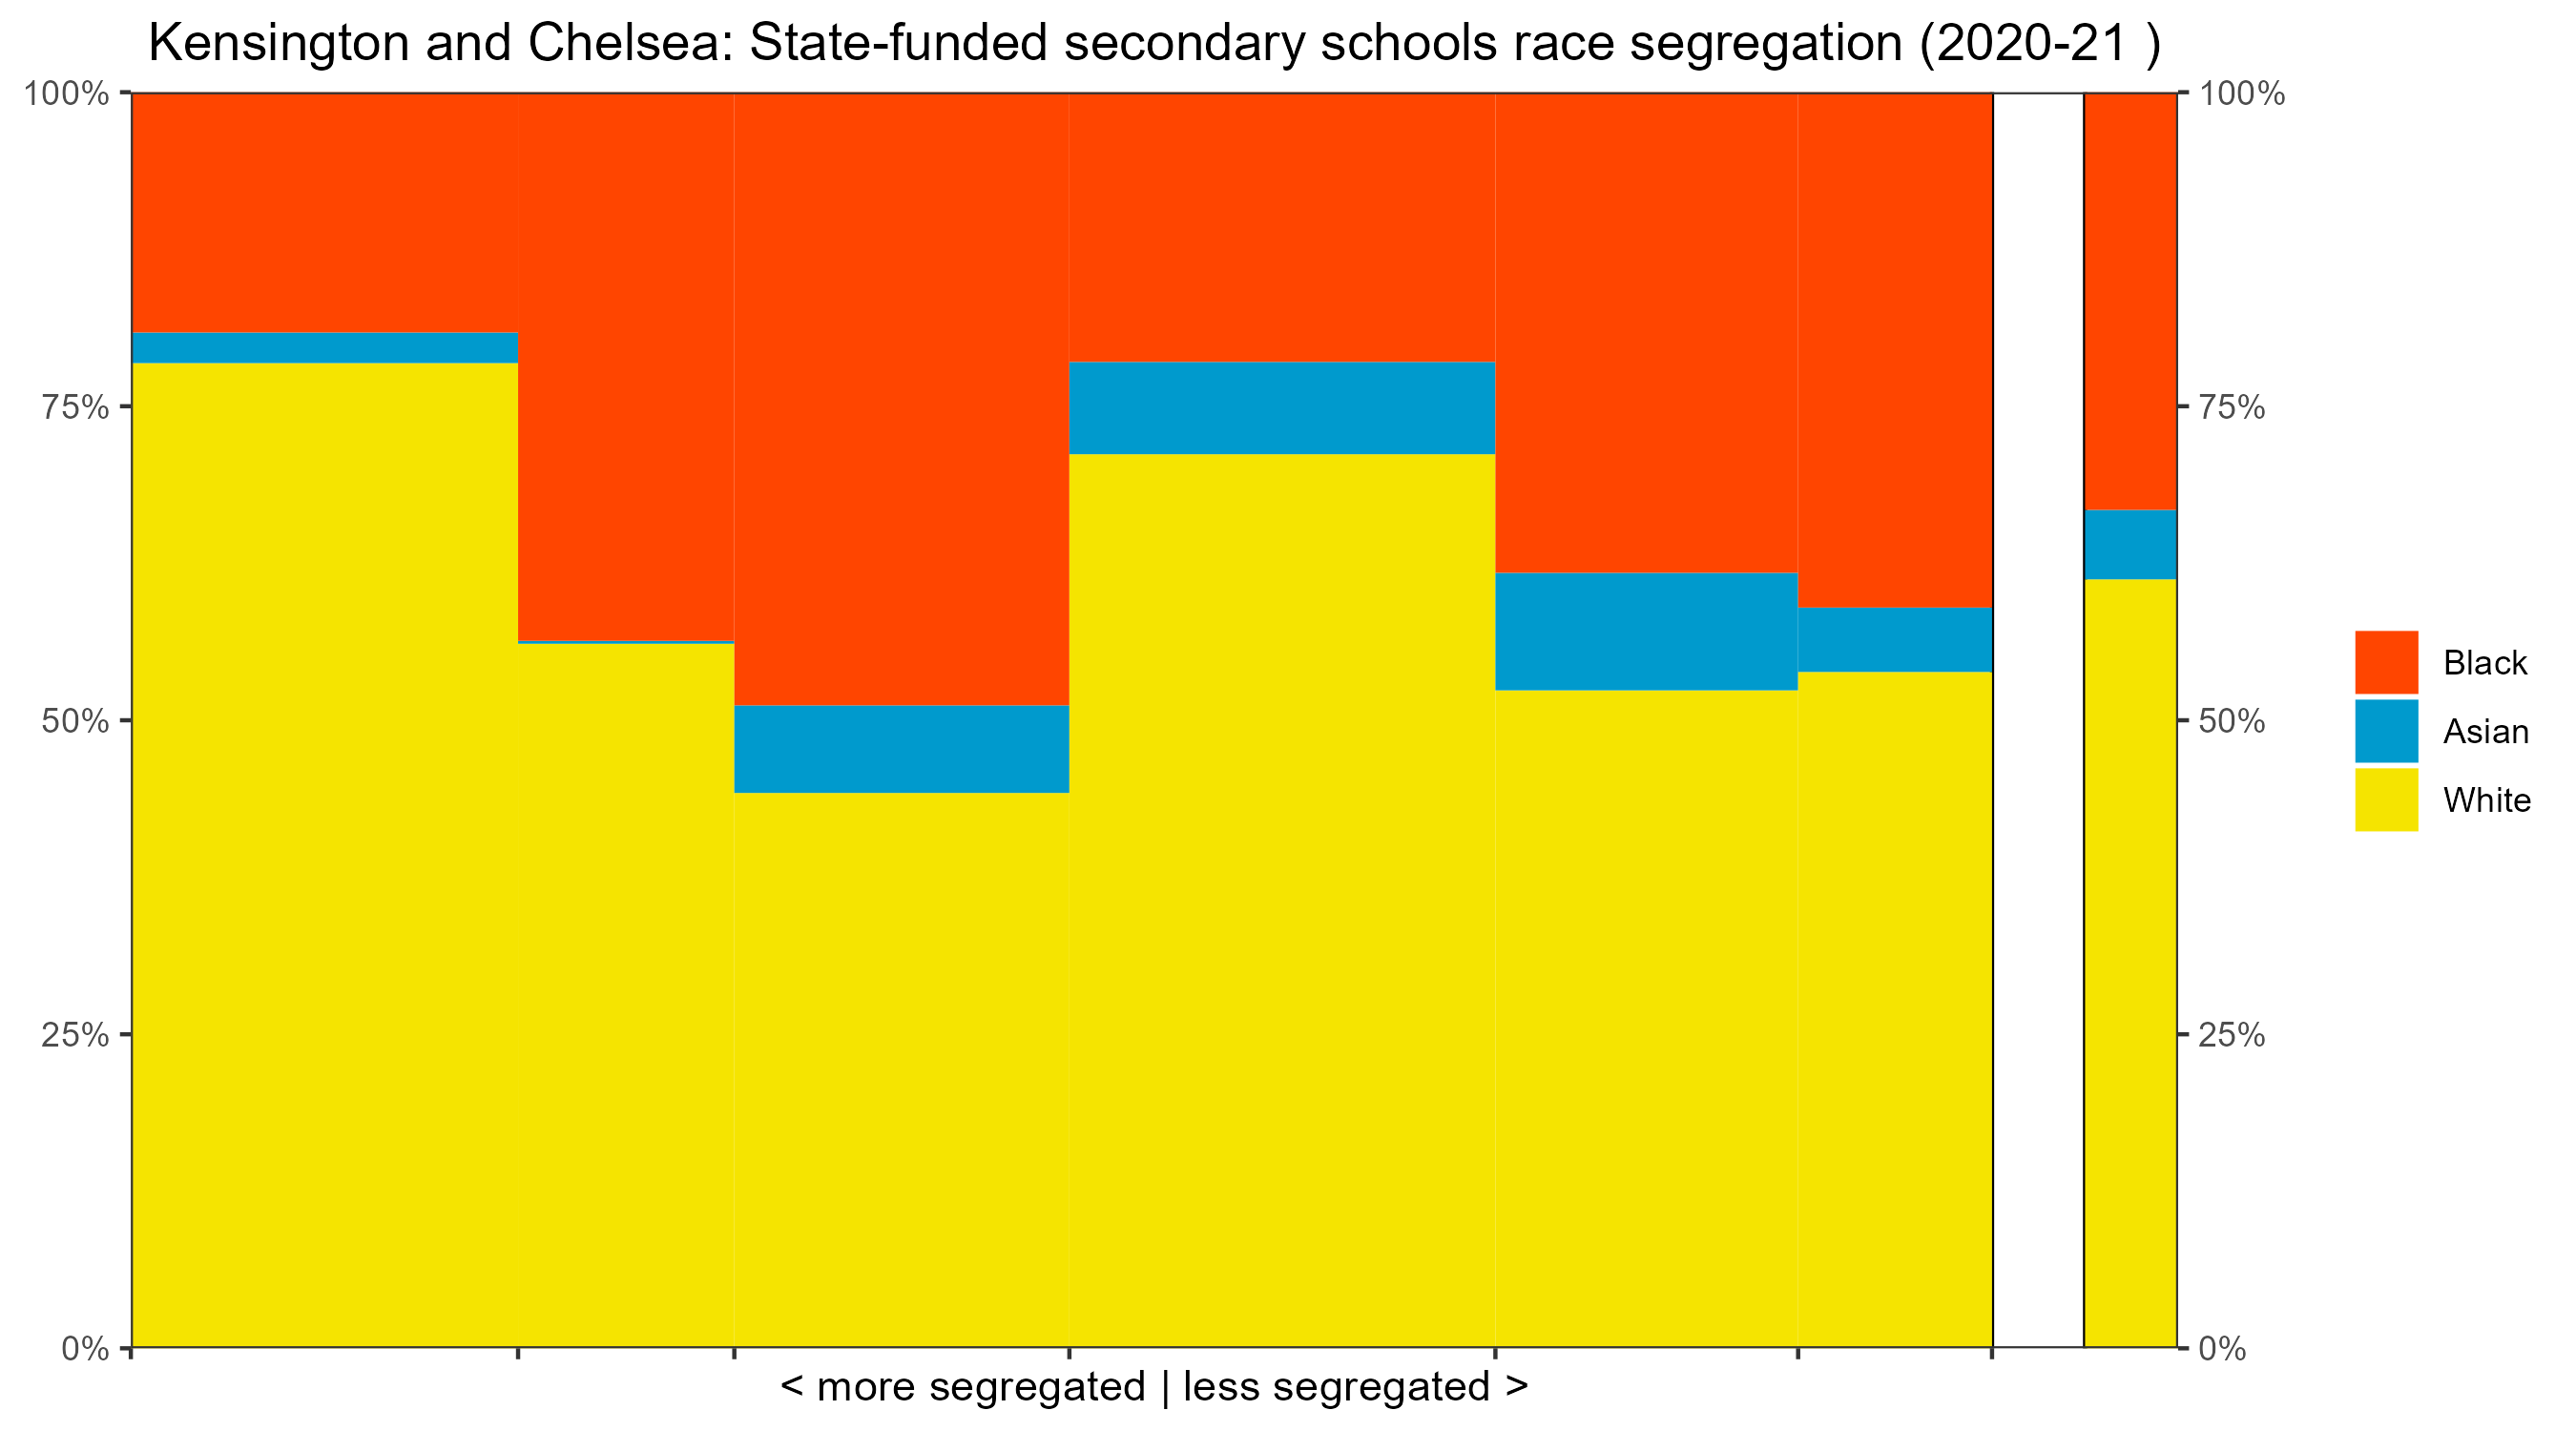 Kensington and Chelsea: State-funded secondary schools race segregation (2020-21 )
100%
100%
75%
75%
50%
50%
25%
25%
0%
0%
Black
Asian
White
< more segregated | less segregated >